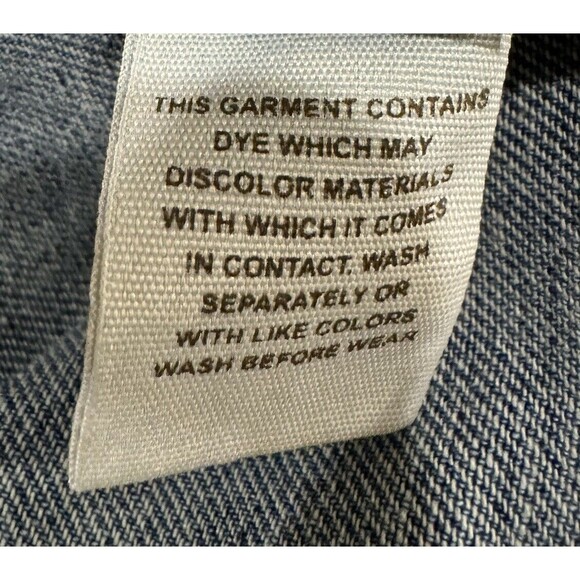 THIS GARMENT CONTAINS
DYE WHICH MAY
DISCOLOR MATERIALS
WITH WHICH IT COMES
IN CONTACT. WASH
SEPARATELY OR
WITH LIKE COLORS
WASH BEFORE WEAR